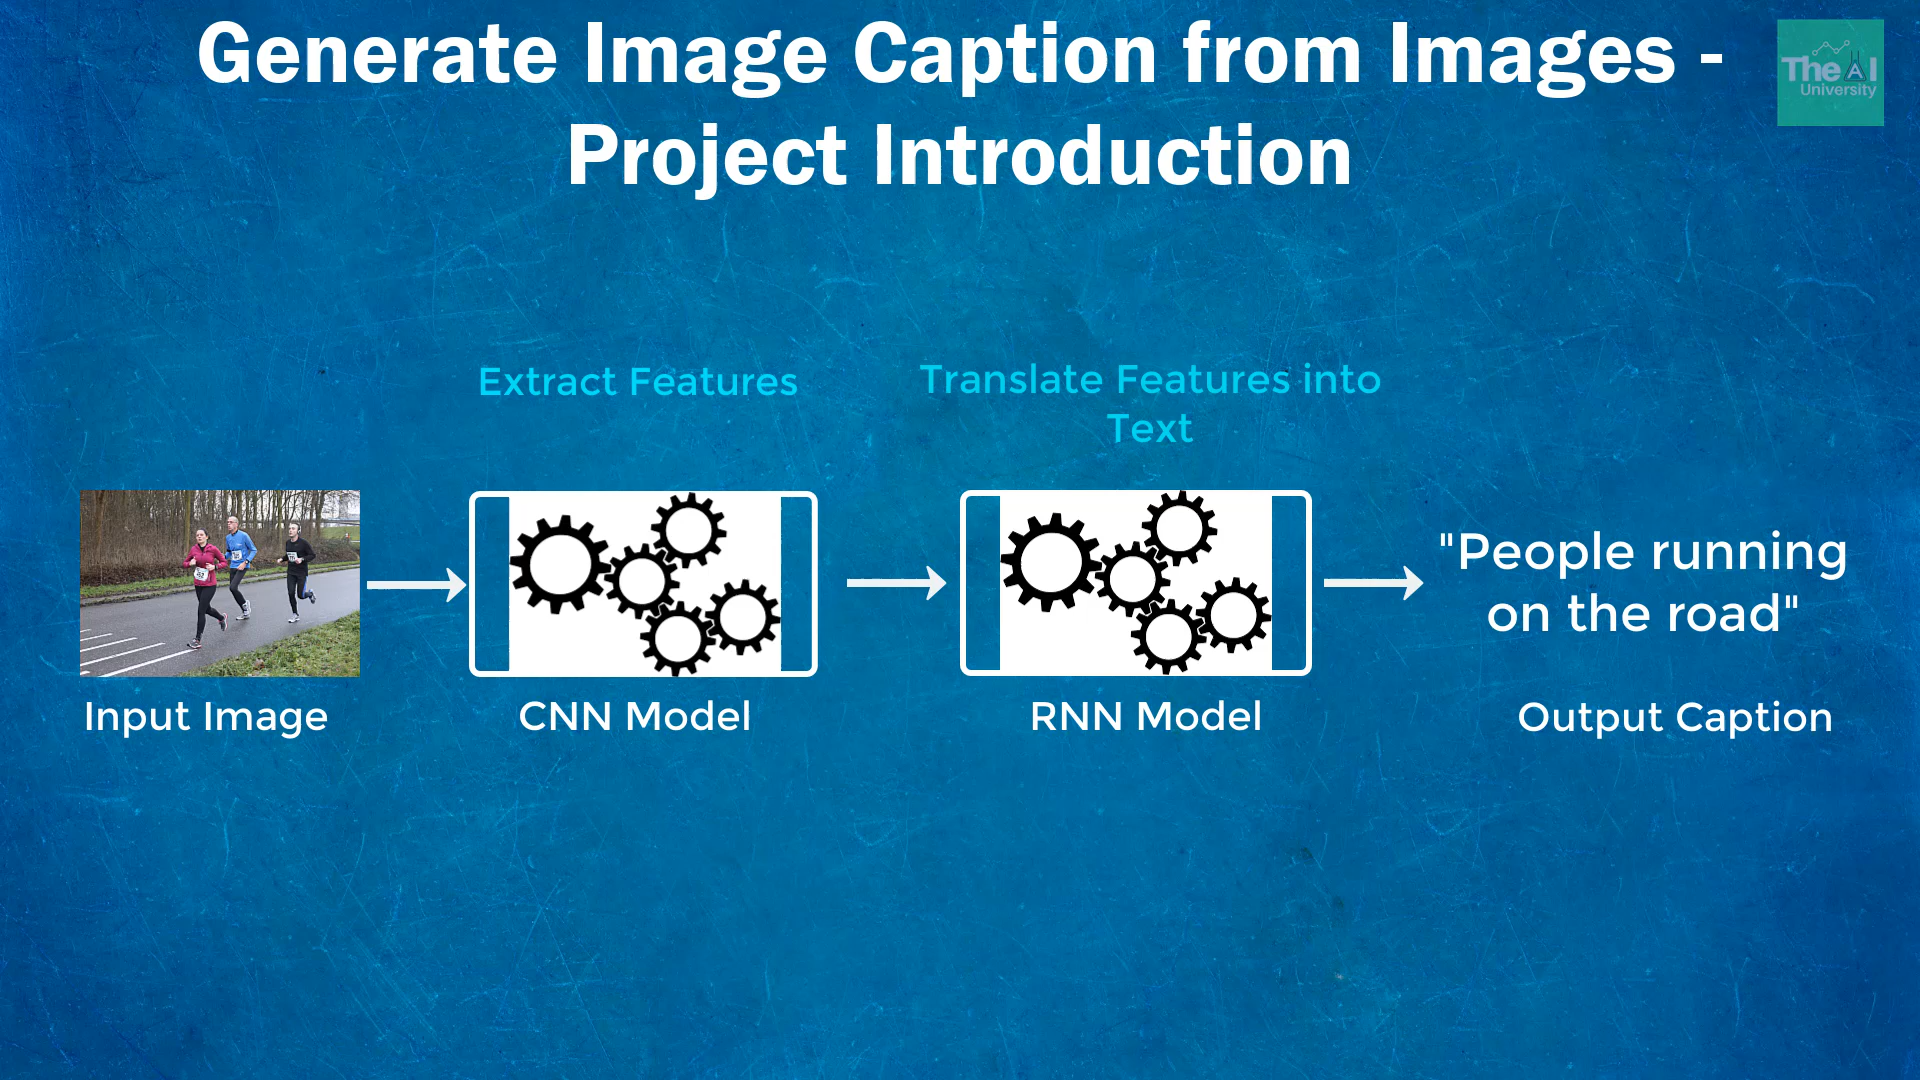 Generate Image Caption from Images -
Project Introduction
The AI
University
Extract Features
Translate Features into
Text
"People running
on the road"
Input Image
CNN Model
RNN Model
Output Caption